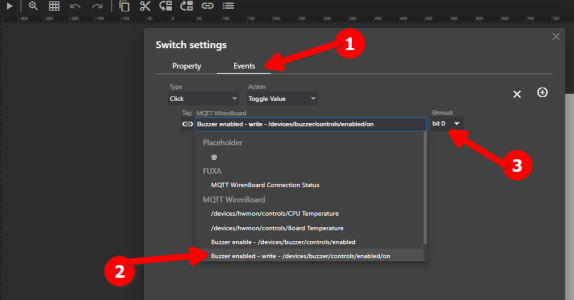 Switch settings
1
Property Events
Type Action
Click Toggle Value
Tag MQTT WirenBoard Bitmask
Buzzer enabled - write - /devices/buzzer/controls/enabled/on bit 0
Placeholder
@
FUXA
3
MQTT WirenBoard Connection Status
MQTT WirenBoard
/devices/hwmon/controls/CPU Temperature
/devices/hwmon/controls/Board Temperature
Buzzer enable - /devices/buzzer/controls/enabled
2
Buzzer enabled - write - /devices/buzzer/controls/enabled/on